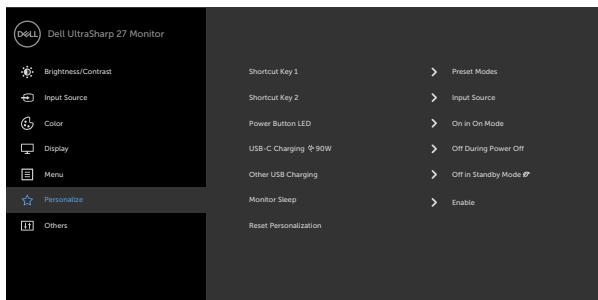 DELL Dell UltraSharp 27 Monitor
Brightness/Contrast Shortcut Key 1 Preset Modes
Input Source Shortcut Key 2 Input Source
Color Power Button LED On in On Mode
Display USB-C Charging 90W Off During Power Off
Menu Other USB Charging Off in Standby Mode
Personalize Monitor Sleep Enable
Others Reset Personalization